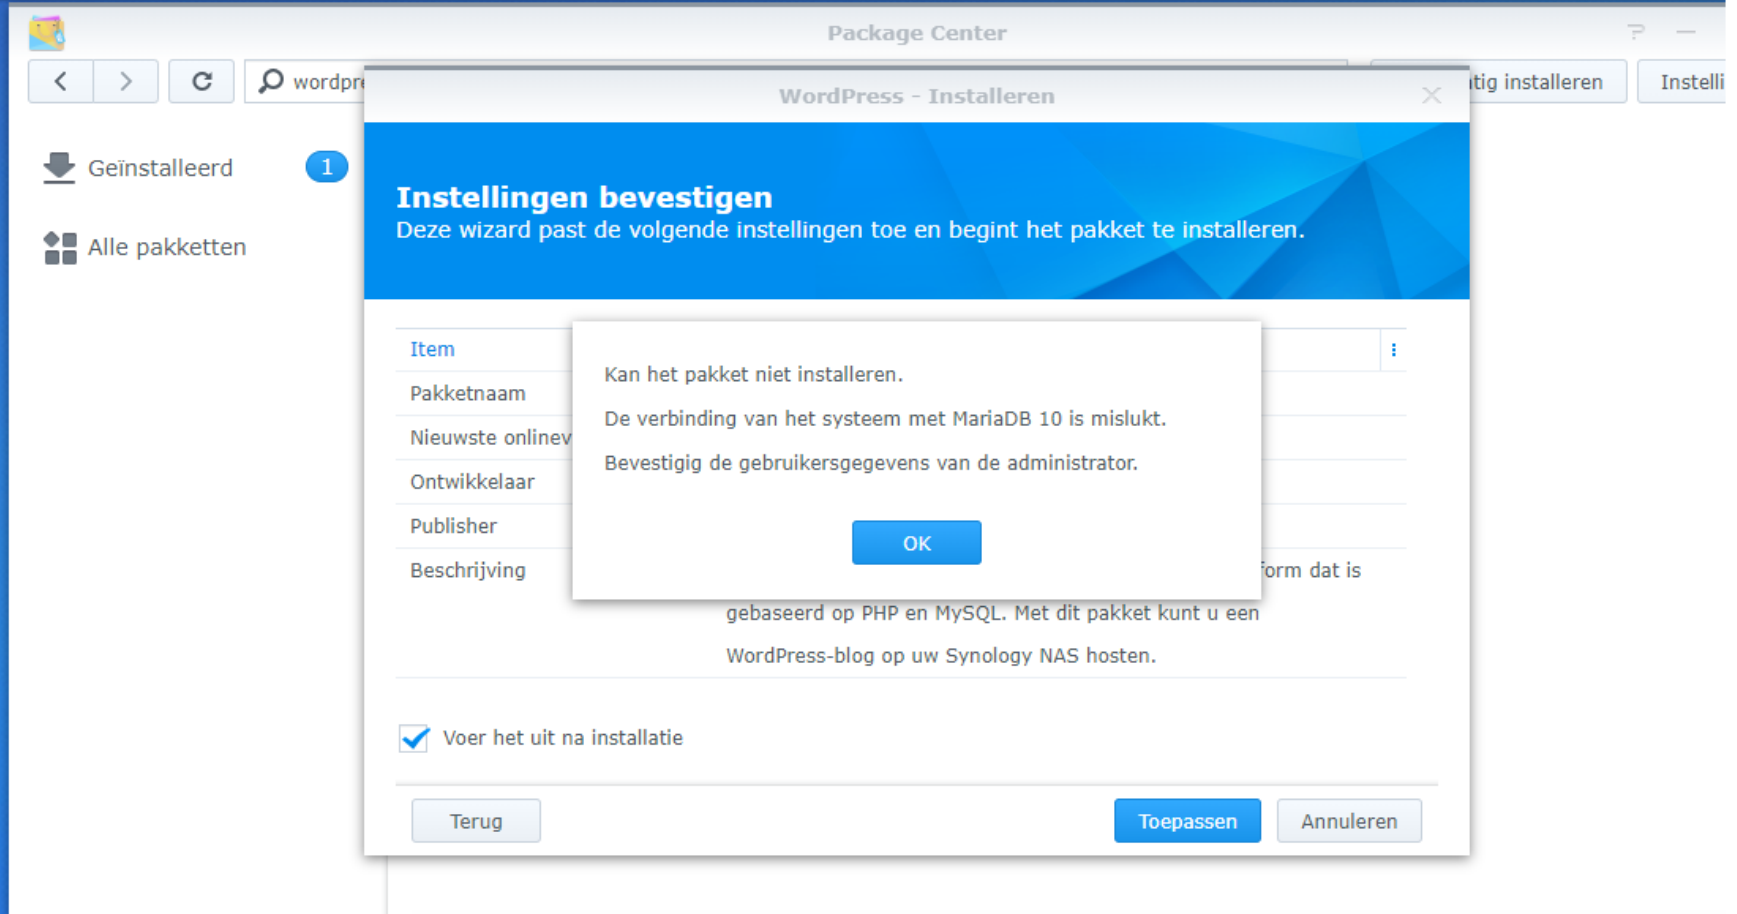 Package Center
wordpre
WordPress - Installeren
tig installeren
Instelli
Geïnstalleerd
1
Alle pakketten
Instellingen bevestigen
Deze wizard past de volgende instellingen toe en begint het pakket te installeren.
Item
Pakketnaam
Nieuwste onlinev
Ontwikkelaar
Publisher
Beschrijving
Kan het pakket niet installeren.
De verbinding van het systeem met MariaDB 10 is mislukt.
Bevestigig de gebruikersgegevens van de administrator.
OK
form dat is
gebaseerd op PHP en MySQL. Met dit pakket kunt u een
WordPress-blog op uw Synology NAS hosten.
Voer het uit na installatie
Terug
Toepassen
Annuleren